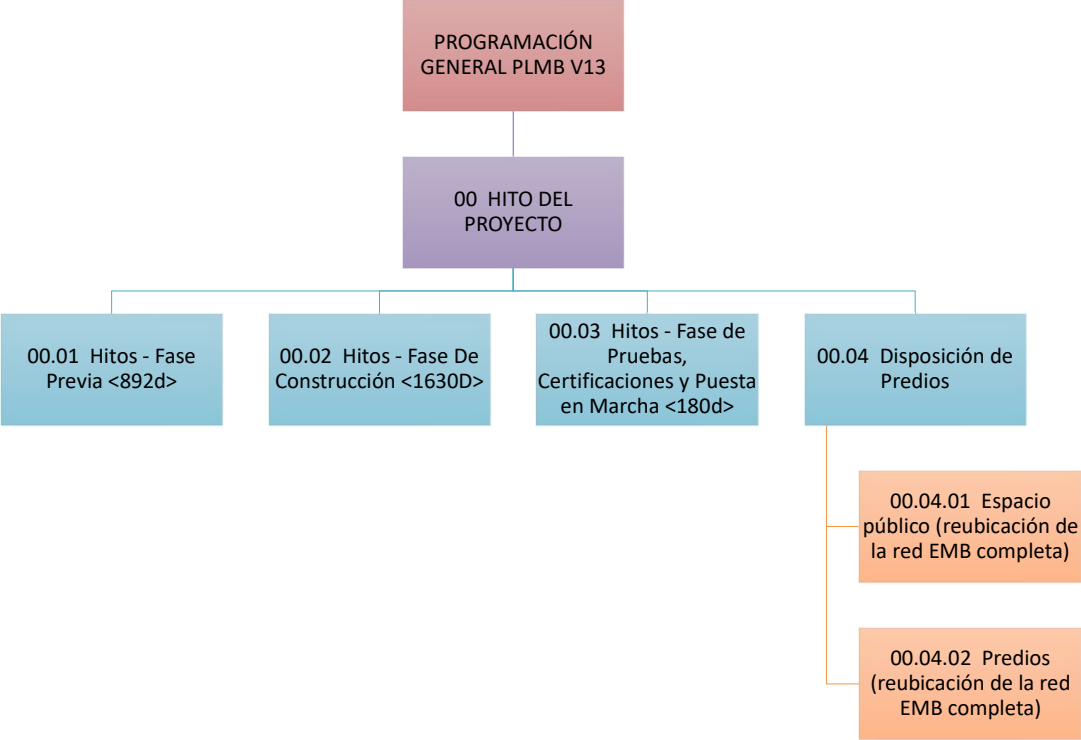 PROGRAMACIÓN
GENERAL PLMB V13
00 HITO DEL
PROYECTO
00.01 Hitos - Fase
Previa <892d>
00.02 Hitos - Fase De
Construcción <1630D>
00.03 Hitos - Fase de
Pruebas,
Certificaciones y Puesta
en Marcha <180d>
00.04 Disposición de
Predios
00.04.01 Espacio
público (reubicación de
la red EMB completa)
00.04.02 Predios
(reubicación de la red
EMB completa)